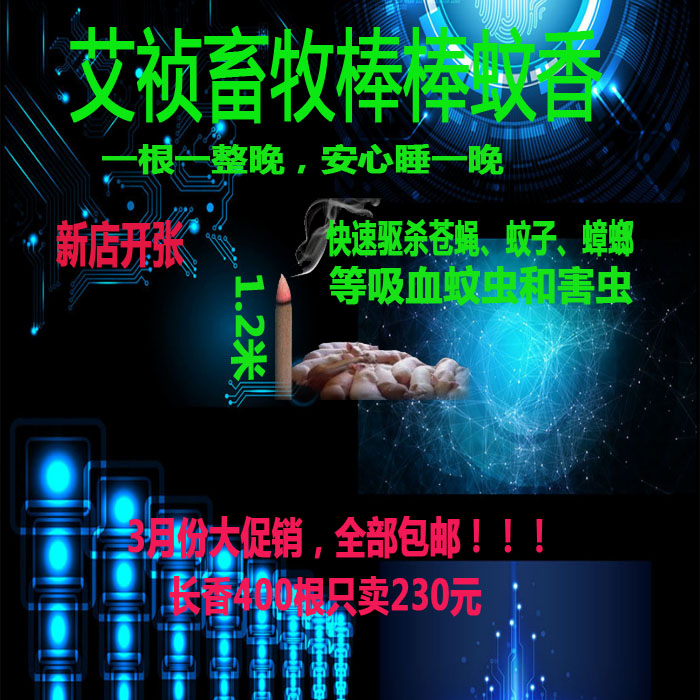 艾祯畜牧棒棒蚊香
一根一整晚，安心睡一晚
新店开张
快速驱杀苍蝇、蚊子、蟑螂
等吸血蚊虫和害虫
1.2米
3月份大促销，全部包邮！！！
长香400根只卖230元